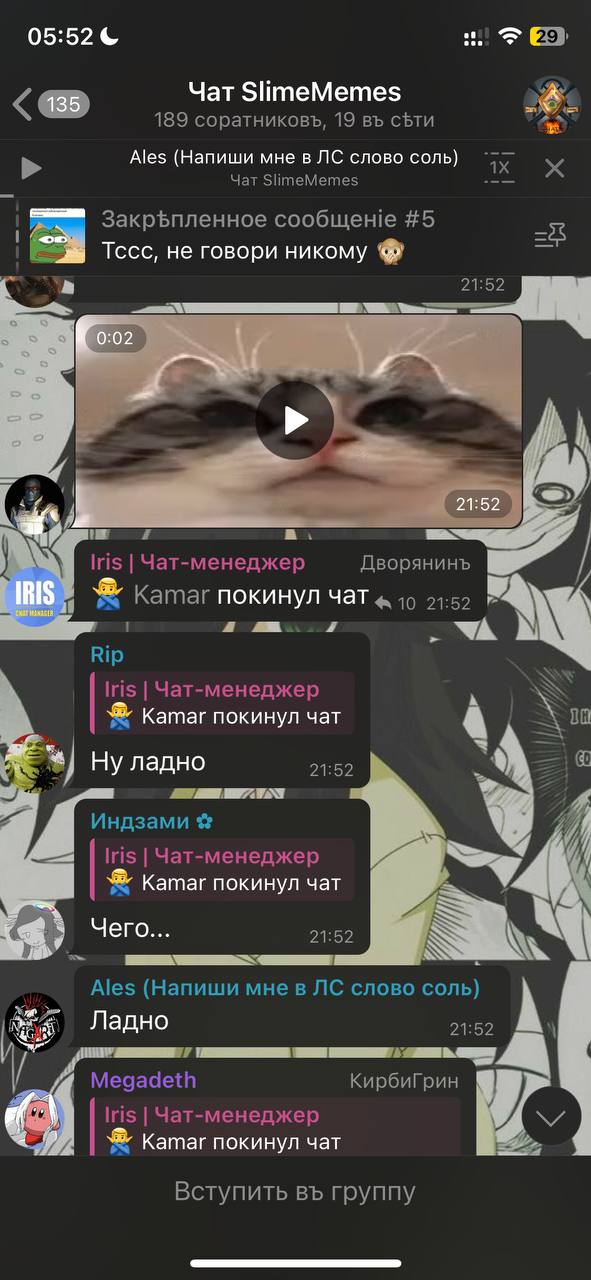 05:52
29
135
Чат SlimeMemes
189 соратниковъ, 19 въ сѣти
Ales (Напиши мне в ЛС слово соль)
Чат SlimeMemes
1X
Закрѣпленное сообщеніе #5
Тссс, не говори никому 🙊
21:52
0:02
21:52
Iris | Чат-менеджер Дворянинъ
🙅‍♂️ Kamar покинул чат 10 21:52
IRIS
CHAT MANAGER
Rip
Iris | Чат-менеджер
🙅‍♂️ Kamar покинул чат
Ну ладно
21:52
Индзами ✿
Iris | Чат-менеджер
🙅‍♂️ Kamar покинул чат
Чего...
21:52
Ales (Напиши мне в ЛС слово соль)
Ладно
21:52
Megadeth КирбиГрин
Iris | Чат-менеджер
🙅‍♂️ Kamar покинул чат
Вступить въ группу